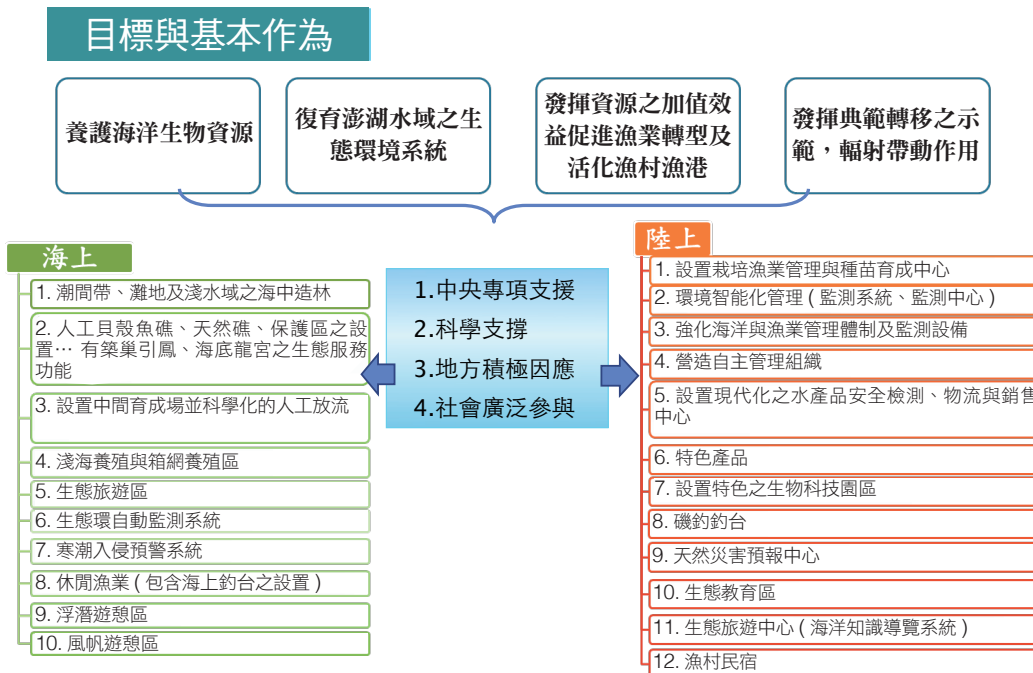 目標與基本作為
養護海洋生物資源
復育澎湖水域之生
態環境系統
發揮資源之加值效
益促進漁業轉型及
活化漁村漁港
發揮典範轉移之示
範，輻射帶動作用
海上
1. 潮間帶、灘地及淺水域之海中造林
2. 人工貝殼魚礁、天然礁、保護區之設
置… 有築巢引鳳、海底龍宮之生態服務
功能
3. 設置中間育成場並科學化的人工放流
4. 淺海養殖與箱網養殖區
5. 生態旅遊區
6. 生態環自動監測系統
7. 寒潮入侵預警系統
8. 休閒漁業 ( 包含海上釣台之設置 )
9. 浮潛遊憩區
10. 風帆遊憩區
1.中央專項支援
2.科學支撐
3.地方積極因應
4.社會廣泛參與
陸上
1. 設置栽培漁業管理與種苗育成中心
2. 環境智能化管理 ( 監測系統、監測中心 )
3. 強化海洋與漁業管理體制及監測設備
4. 營造自主管理組織
5. 設置現代化之水產品安全檢測、物流與銷售
中心
6. 特色產品
7. 設置特色之生物科技園區
8. 磯釣釣台
9. 天然災害預報中心
10. 生態教育區
11. 生態旅遊中心 ( 海洋知識導覽系統 )
12. 漁村民宿